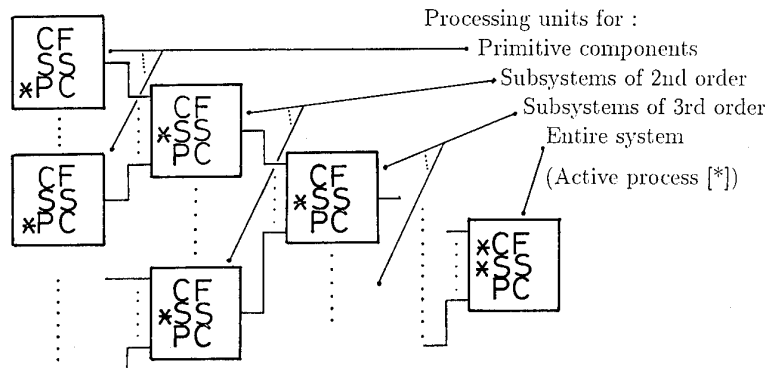 Processing units for :
Primitive components
Subsystems of 2nd order
Subsystems of 3rd order
Entire system
(Active process [*])
CF
SS
*PC
CF
*SS
PC
CF
SS
*PC
CF
*SS
PC
*CF
*SS
PC
CF
*SS
PC